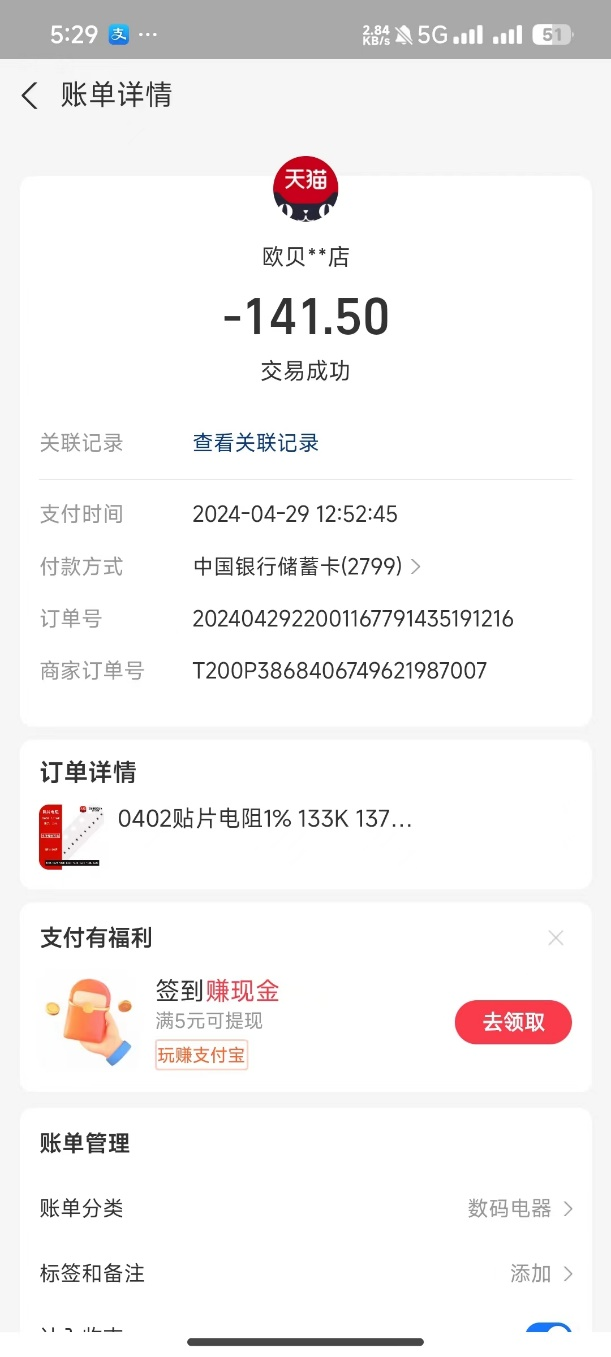 5:29 支 ··· 2.84 KB/s 5G 51
账单详情
天猫
欧贝**店
-141.50
交易成功
关联记录 查看关联记录
支付时间 2024-04-29 12:52:45
付款方式 中国银行储蓄卡(2799)
订单号 2024042922001167791435191216
商家订单号 T200P3868406749621987007
订单详情
0402贴片电阻1% 133K 137...
支付有福利
签到赚现金
满5元可提现
去领取
玩赚支付宝
账单管理
账单分类 数码电器
标签和备注 添加